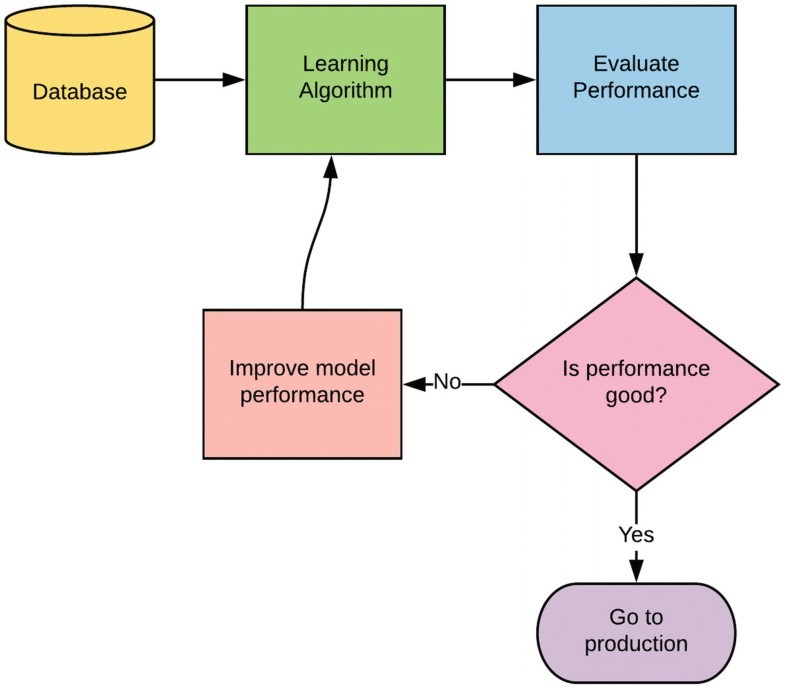 Database
Learning
Algorithm
Evaluate
Performance
Is performance
good?
No
Improve model
performance
Yes
Go to
production